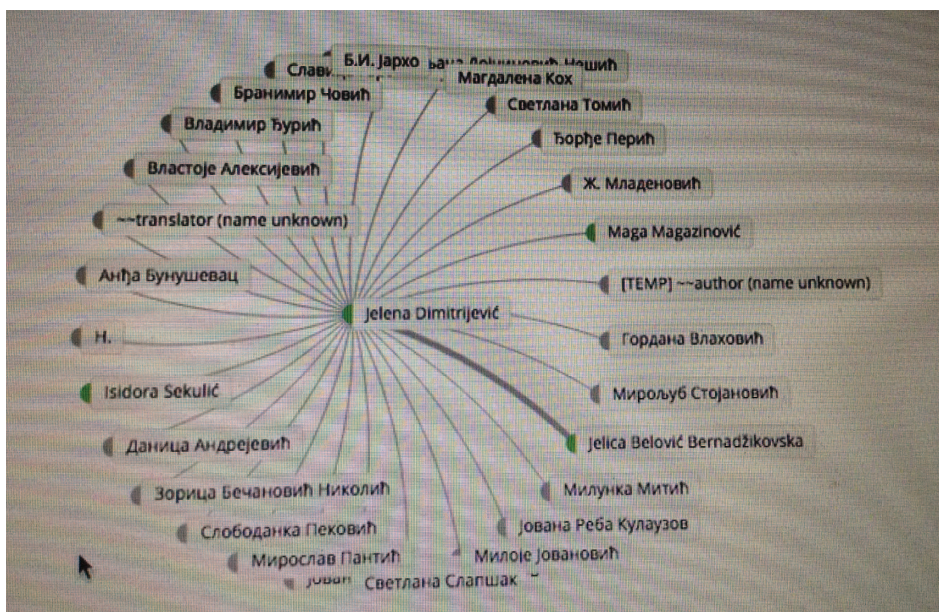 Б.И. Јархо
Слави
Нешић
Магдалена Кох
Бранимир Човић
Светлана Томић
Владимир Ђурић
Ђорђе Перић
Властоје Алексијевић
Ж. Младеновић
~~translator (name unknown)
Maga Magazinović
Анђа Бунушевац
[TEMP] ~~author (name unknown)
Jelena Dimitrijević
Н.
Гордана Влаховић
Isidora Sekulić
Мирољуб Стојановић
Даница Андрејевић
Jelica Belović Bernadžikovska
Зорица Бечановић Николић
Милунка Митић
Слободанка Пековић
Јована Реба Кулаузов
Мирослав Пантић
Милоје Јовановић
Светлана Слапшак